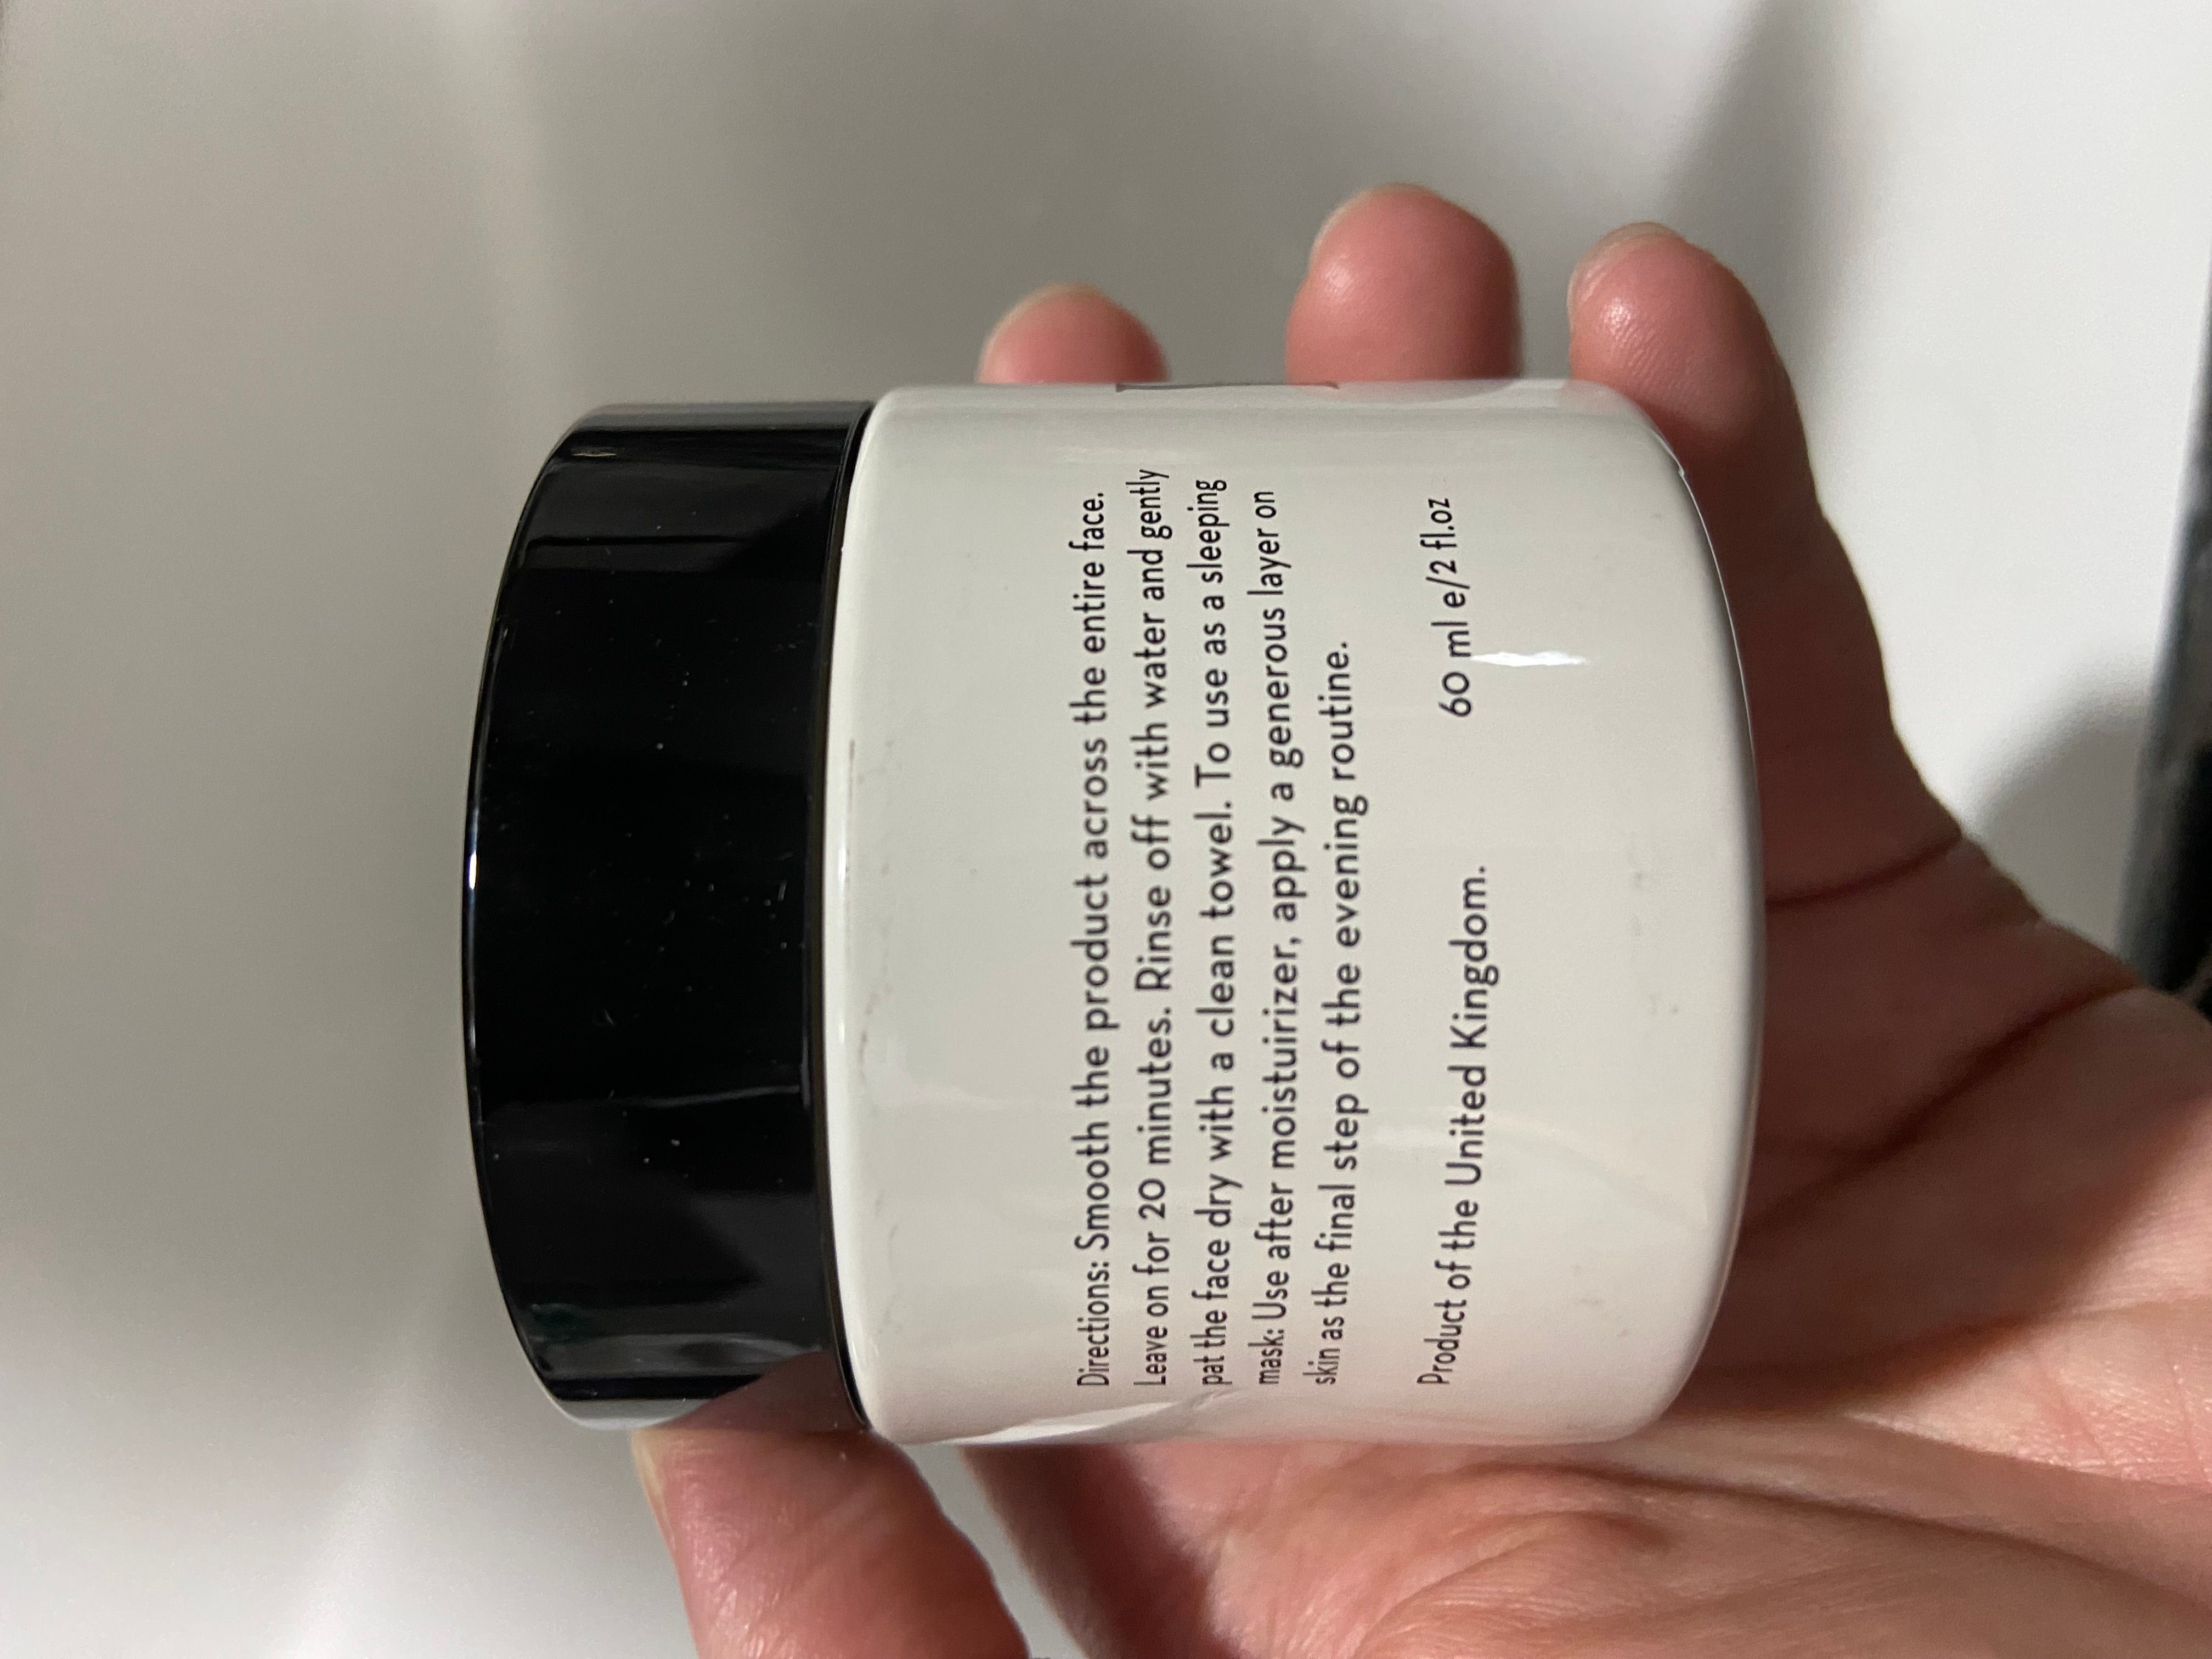 Directions: Smooth the product across the entire face.
Leave on for 20 minutes. Rinse off with water and gently
pat the face dry with a clean towel. To use as a sleeping
mask: Use after moistuirizer, apply a generous layer on
skin as the final step of the evening routine.
Product of the United Kingdom. 60 ml e/2 fl.oz